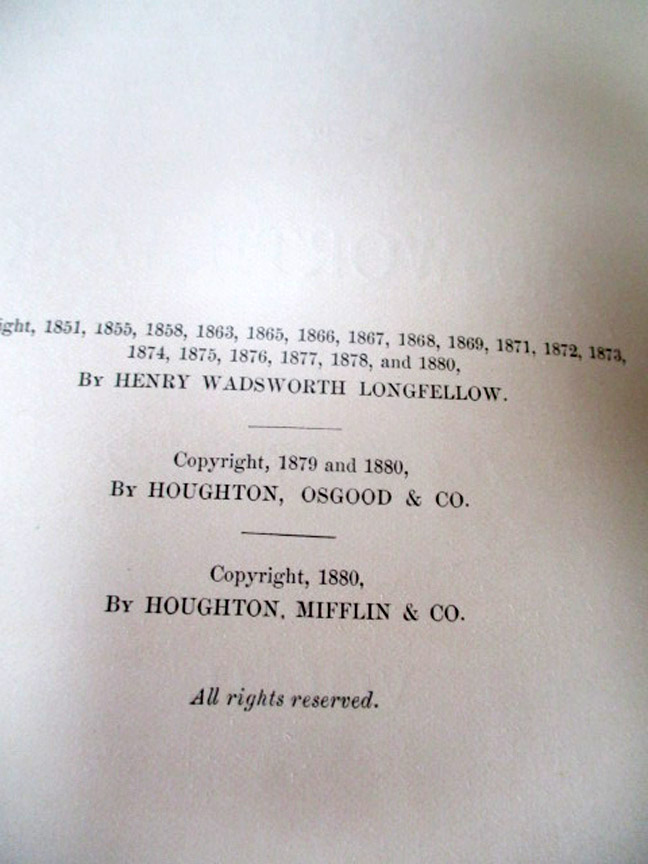 ight, 1851, 1855, 1858, 1863, 1865, 1866, 1867, 1868, 1869, 1871, 1872, 1873,
1874, 1875, 1876, 1877, 1878, and 1880,
By HENRY WADSWORTH LONGFELLOW.
Copyright, 1879 and 1880,
By HOUGHTON, OSGOOD & CO.
Copyright, 1880,
By HOUGHTON, MIFFLIN & CO.
All rights reserved.